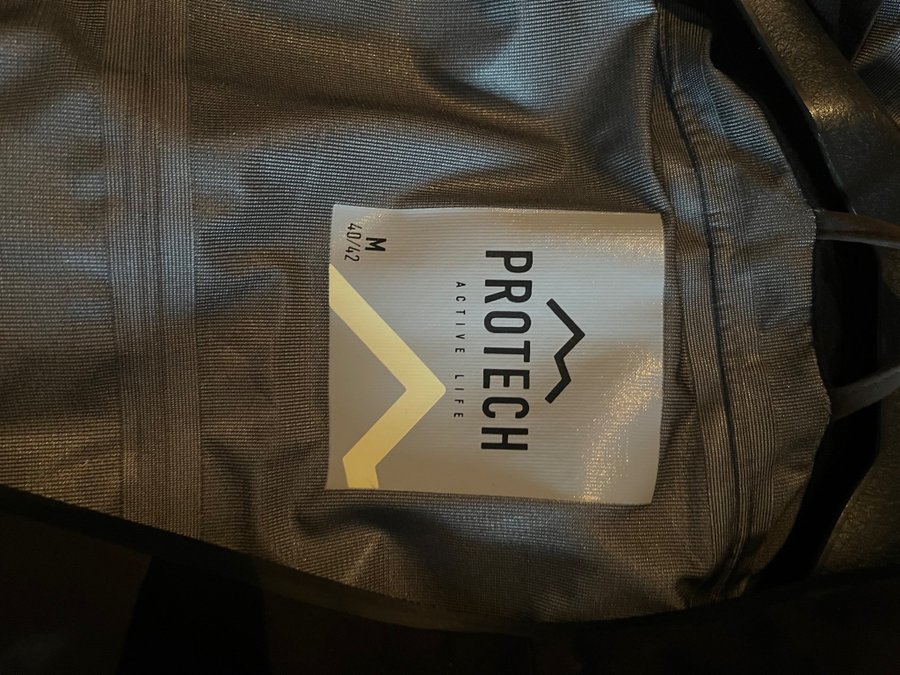 PROTECH
ACTIVE LIFE
M
40/42